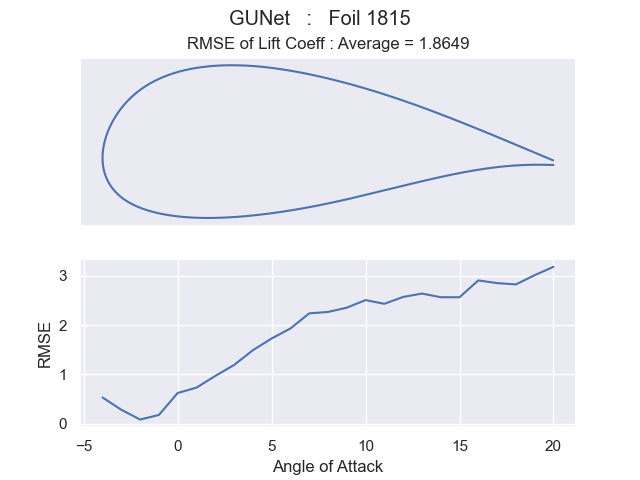 GUNet   :   Foil 1815
RMSE of Lift Coeff : Average = 1.8649
3
2
1
0
RMSE
−5 0 5 10 15 20
Angle of Attack